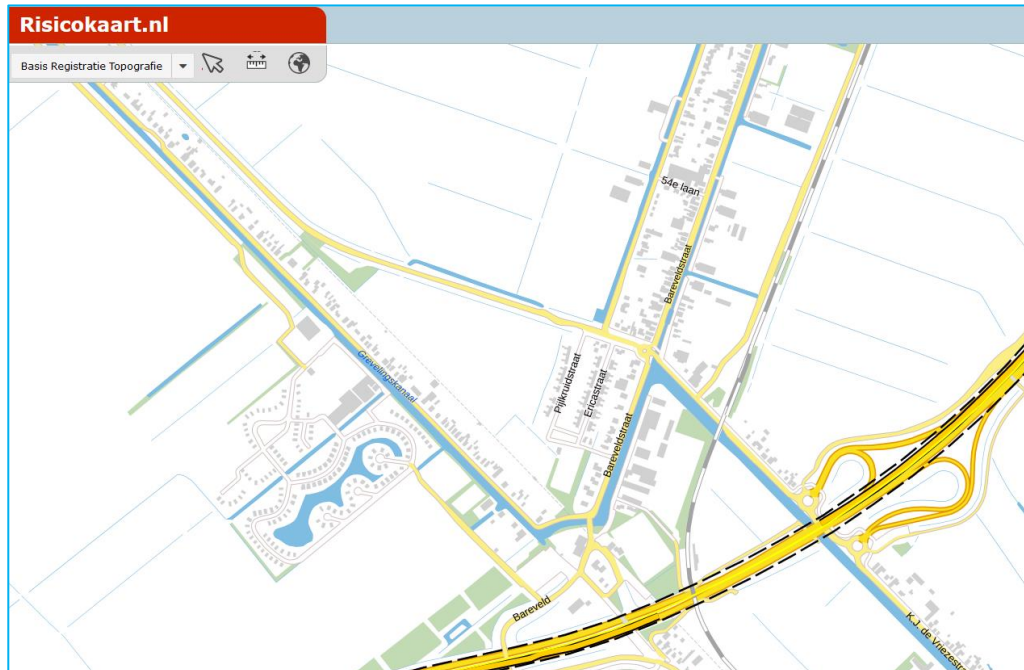 Risicokaart.nl
Basis Registratie Topografie
54e laan
Bareveldstraat
Grevelingskanaal
Pijlkruidstraat
Ericastraat
Bareveldstraat
Bareveld
K.J. de Vriezestr